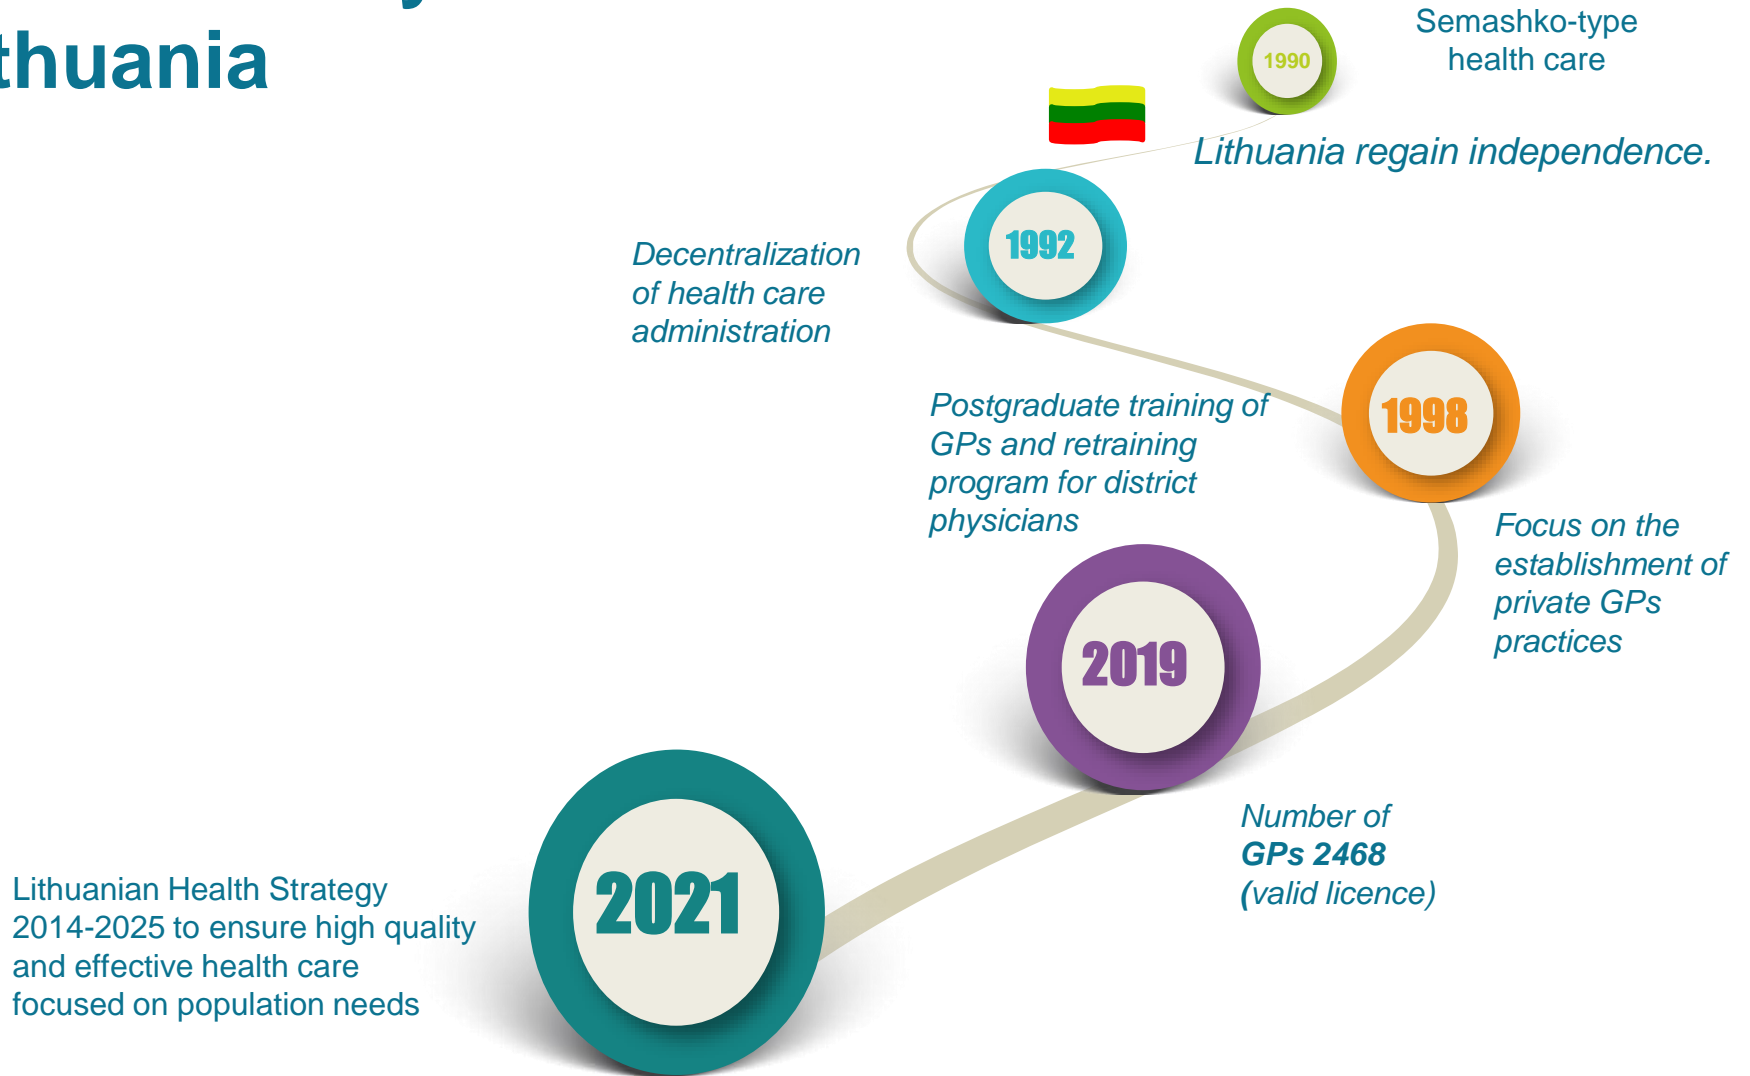 thuania
1990
Semashko-type
health care
Lithuania regain independence.
1992
Decentralization
of health care
administration
1998
Postgraduate training of
GPs and retraining
program for district
physicians
Focus on the
establishment of
private GPs
practices
2019
Number of
GPs 2468
(valid licence)
2021
Lithuanian Health Strategy
2014-2025 to ensure high quality
and effective health care
focused on population needs